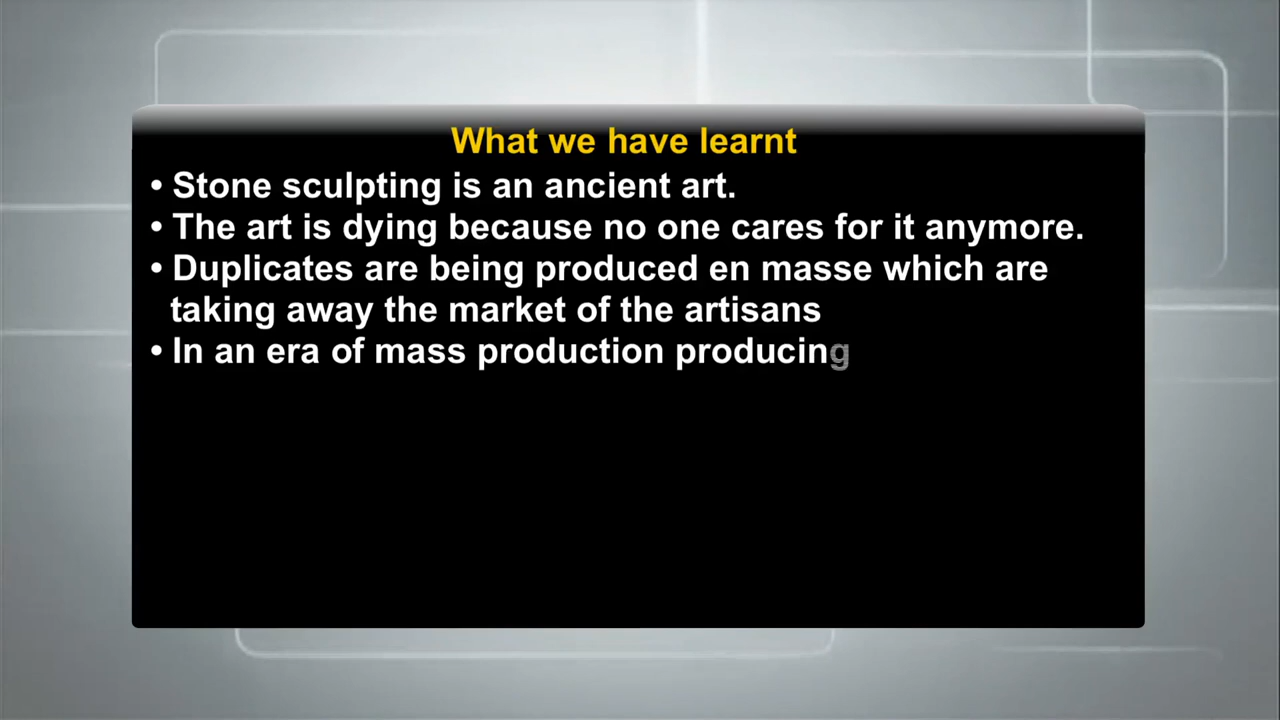 What we have learnt
• Stone sculpting is an ancient art.
• The art is dying because no one cares for it anymore.
• Duplicates are being produced en masse which are
taking away the market of the artisans
• In an era of mass production producing